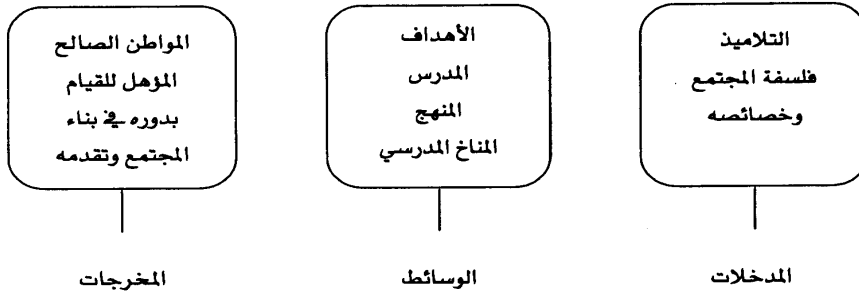 التلاميذ
فلسفة المجتمع
وخصائصه
المدخلات
الأهداف
المدرس
المنهج
المناخ المدرسي
الوسائط
المواطن الصالح
المؤهل للقيام
بدوره في بناء
المجتمع وتقدمه
المخرجات